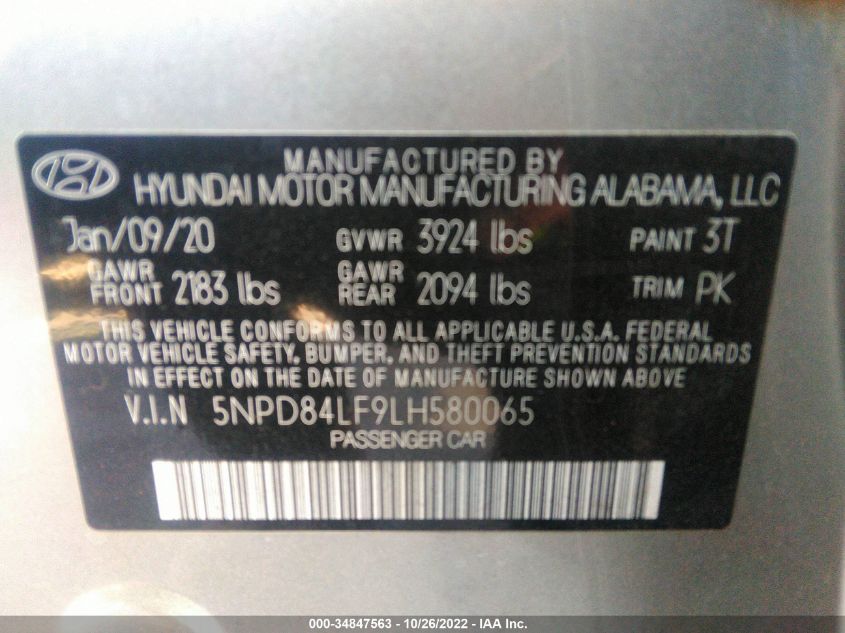 MANUFACTURED BY
HYUNDAI MOTOR MANUFACTURING ALABAMA, LLC
Jan/09/20 GVWR 3924 lbs PAINT 3T
GAWR FRONT 2183 lbs GAWR REAR 2094 lbs TRIM PK
THIS VEHICLE CONFORMS TO ALL APPLICABLE U.S.A. FEDERAL
MOTOR VEHICLE SAFETY, BUMPER, AND THEFT PREVENTION STANDARDS
IN EFFECT ON THE DATE OF MANUFACTURE SHOWN ABOVE
V.I.N 5NPD84LF9LH580065
PASSENGER CAR
000-34847563 - 10/26/2022 - IAA Inc.